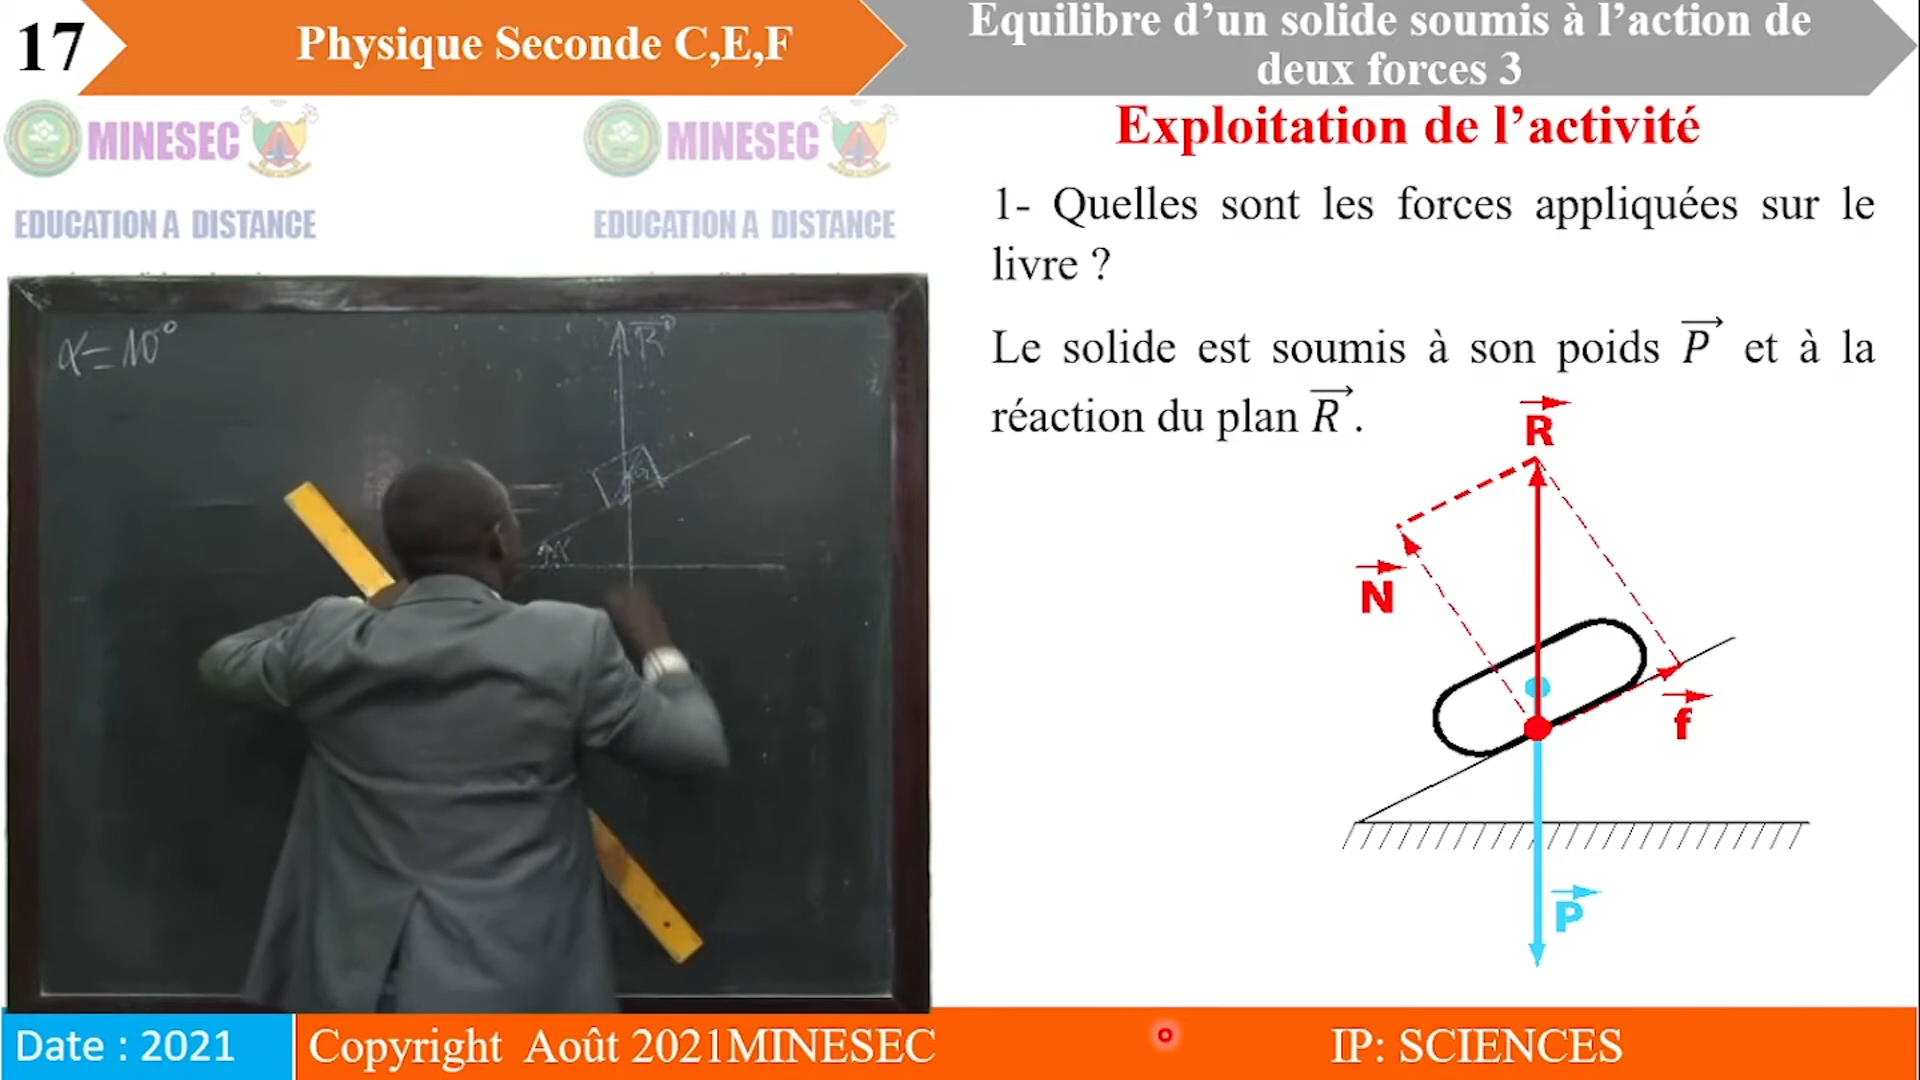 17
Physique Seconde C,E,F
Equilibre d’un solide soumis à l’action de
deux forces 3
MINESEC
EDUCATION A DISTANCE
MINESEC
EDUCATION A DISTANCE
Exploitation de l’activité
1- Quelles sont les forces appliquées sur le
livre ?
Le solide est soumis à son poids P et à la
réaction du plan R .
α = 10°
R
G
α
R
N
f
P
Date : 2021
Copyright Août 2021MINESEC
IP: SCIENCES